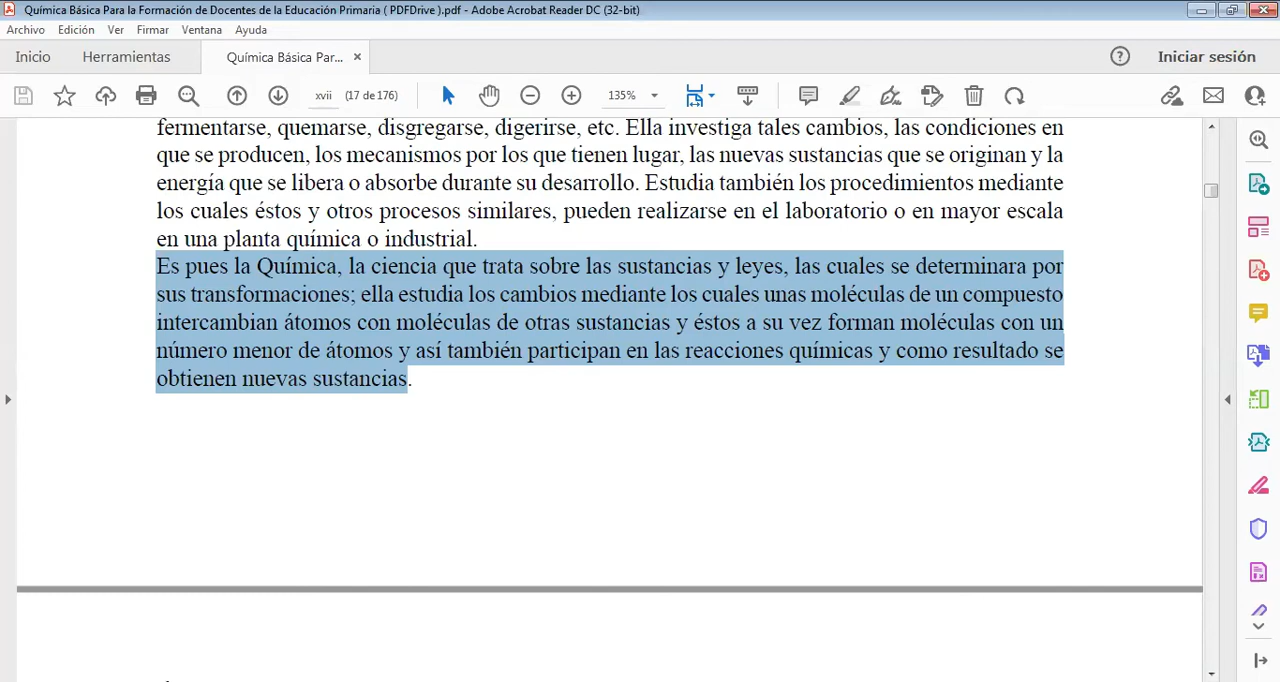 Química Básica Para la Formación de Docentes de la Educación Primaria ( PDFDrive ).pdf - Adobe Acrobat Reader DC (32-bit)
Archivo Edición Ver Firmar Ventana Ayuda
Inicio Herramientas Química Básica Par... × Iniciar sesión
xvii (17 de 176) 135%
fermentarse, quemarse, disgregarse, digerirse, etc. Ella investiga tales cambios, las condiciones en
que se producen, los mecanismos por los que tienen lugar, las nuevas sustancias que se originan y la
energía que se libera o absorbe durante su desarrollo. Estudia también los procedimientos mediante
los cuales éstos y otros procesos similares, pueden realizarse en el laboratorio o en mayor escala
en una planta química o industrial.
Es pues la Química, la ciencia que trata sobre las sustancias y leyes, las cuales se determinara por
sus transformaciones; ella estudia los cambios mediante los cuales unas moléculas de un compuesto
intercambian átomos con moléculas de otras sustancias y éstos a su vez forman moléculas con un
número menor de átomos y así también participan en las reacciones químicas y como resultado se
obtienen nuevas sustancias.